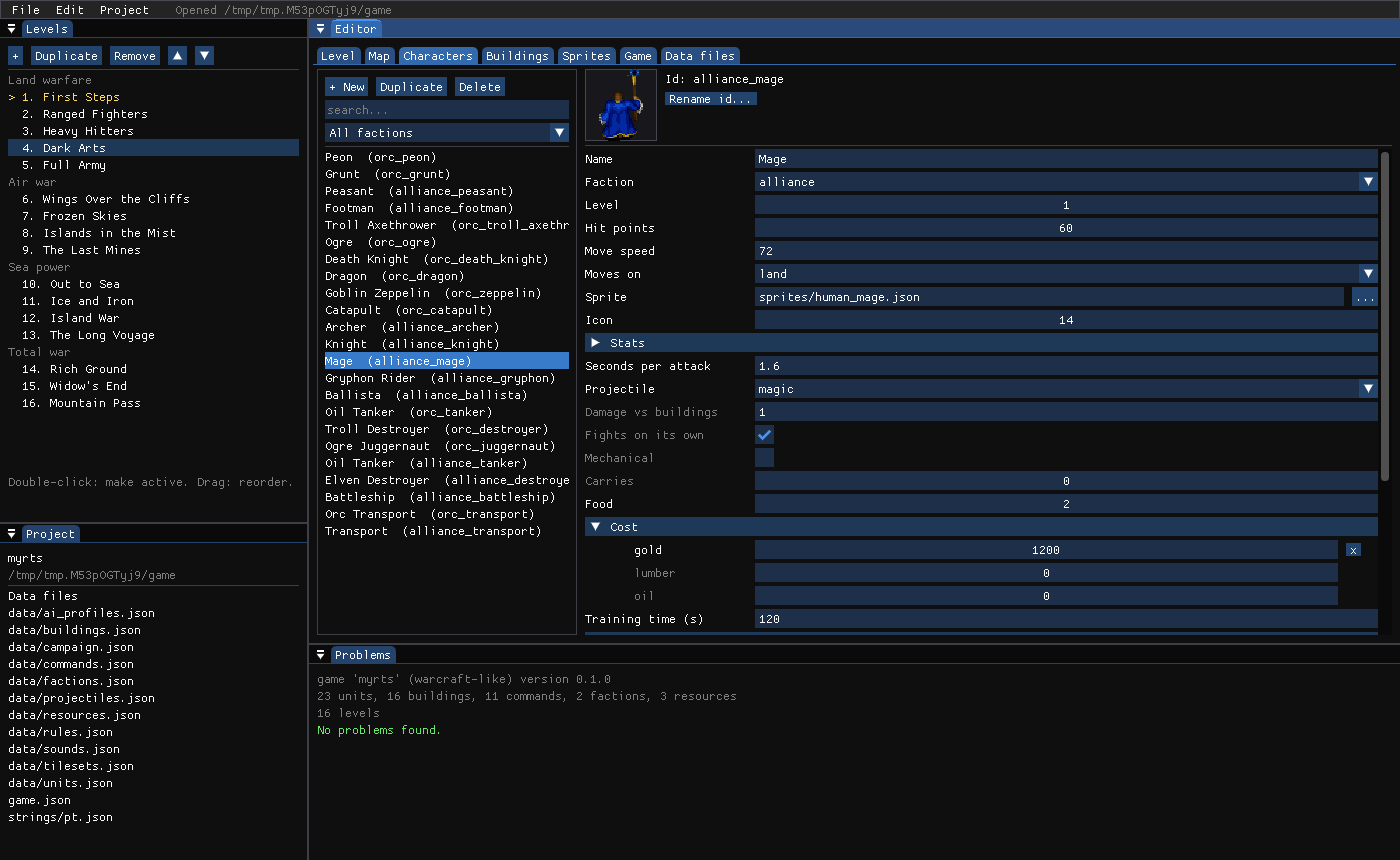 File Edit Project Opened /tmp/tmp.M53pOGTyj9/game
Levels
+ Duplicate Remove ▲ ▼
Land warfare
> 1. First Steps
2. Ranged Fighters
3. Heavy Hitters
4. Dark Arts
5. Full Army
Air war
6. Wings Over the Cliffs
7. Frozen Skies
8. Islands in the Mist
9. The Last Mines
Sea power
10. Out to Sea
11. Ice and Iron
12. Island War
13. The Long Voyage
Total war
14. Rich Ground
15. Widow's End
16. Mountain Pass
Double-click: make active. Drag: reorder.
Project
myrts
/tmp/tmp.M53pOGTyj9/game
Data files
data/ai_profiles.json
data/buildings.json
data/campaign.json
data/commands.json
data/factions.json
data/projectiles.json
data/resources.json
data/rules.json
data/sounds.json
data/tilesets.json
data/units.json
game.json
strings/pt.json
Editor
Level Map Characters Buildings Sprites Game Data files
+ New Duplicate Delete
search...
All factions
Peon (orc_peon)
Grunt (orc_grunt)
Peasant (alliance_peasant)
Footman (alliance_footman)
Troll Axethrower (orc_troll_axethr
Ogre (orc_ogre)
Death Knight (orc_death_knight)
Dragon (orc_dragon)
Goblin Zeppelin (orc_zeppelin)
Catapult (orc_catapult)
Archer (alliance_archer)
Knight (alliance_knight)
Mage (alliance_mage)
Gryphon Rider (alliance_gryphon)
Ballista (alliance_ballista)
Oil Tanker (orc_tanker)
Troll Destroyer (orc_destroyer)
Ogre Juggernaut (orc_juggernaut)
Oil Tanker (alliance_tanker)
Elven Destroyer (alliance_destroye
Battleship (alliance_battleship)
Orc Transport (orc_transport)
Transport (alliance_transport)
Id: alliance_mage
Rename id...
Name Mage
Faction alliance
Level 1
Hit points 60
Move speed 72
Moves on land
Sprite sprites/human_mage.json ...
Icon 14
Stats
Seconds per attack 1.6
Projectile magic
Damage vs buildings 1
Fights on its own
Mechanical
Carries 0
Food 2
Cost
gold 1200 x
lumber 0
oil 0
Training time (s) 120
Problems
game 'myrts' (warcraft-like) version 0.1.0
23 units, 16 buildings, 11 commands, 2 factions, 3 resources
16 levels
No problems found.